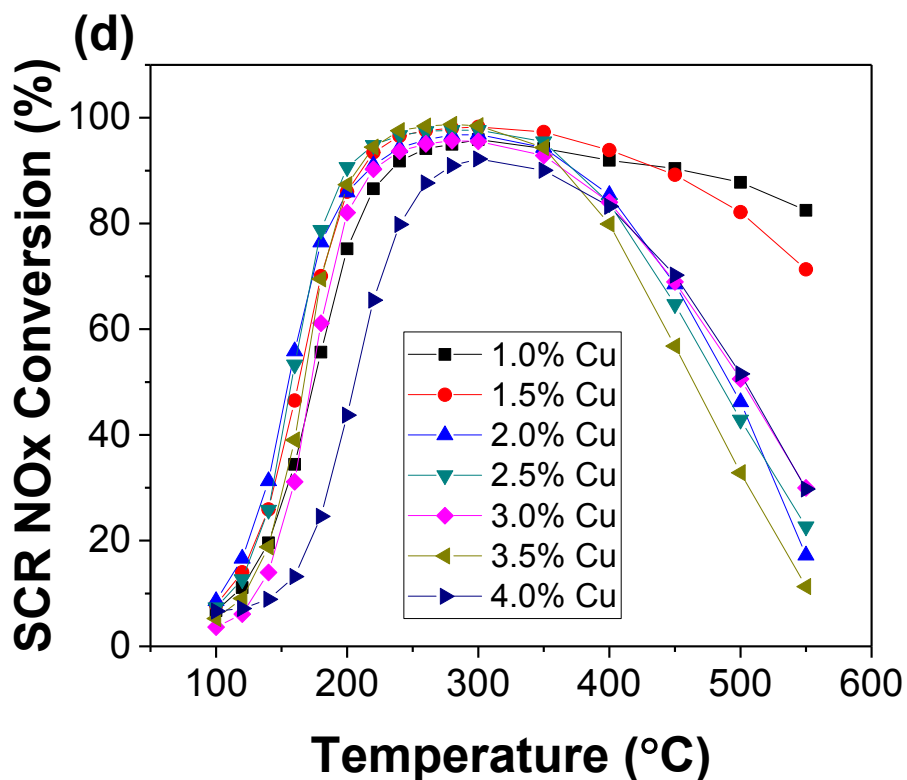 (d)
SCR NOx Conversion (%)
100
80
60
40
20
0
1.0% Cu
1.5% Cu
2.0% Cu
2.5% Cu
3.0% Cu
3.5% Cu
4.0% Cu
100 200 300 400 500 600
Temperature (°C)